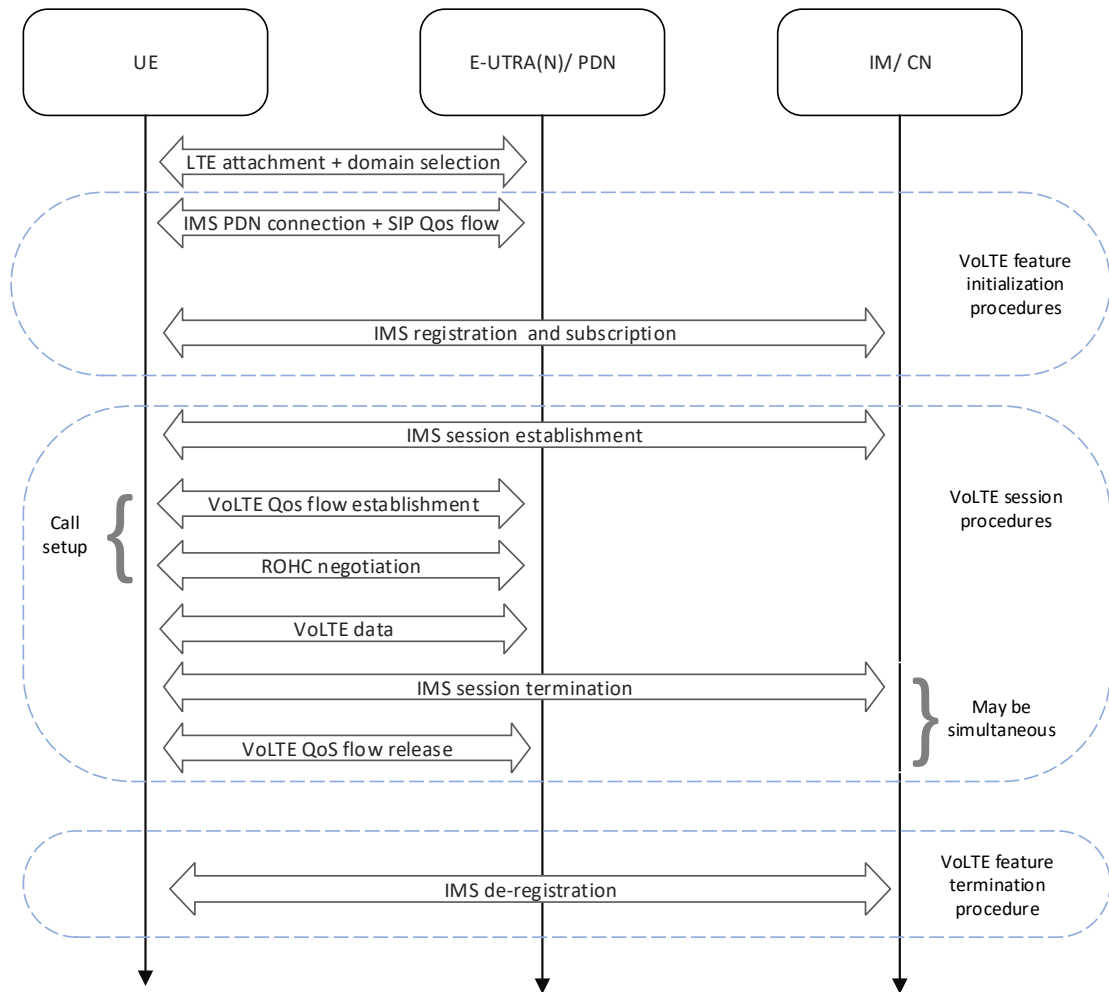 UE
E-UTRA(N)/ PDN
IM/ CN
LTE attachment + domain selection
IMS PDN connection + SIP Qos flow
VoLTE feature
initialization
procedures
IMS registration and subscription
IMS session establishment
VoLTE Qos flow establishment
VoLTE session
procedures
Call
setup
ROHC negotiation
VoLTE data
IMS session termination
May be
simultaneous
VoLTE QoS flow release
VoLTE feature
termination
procedure
IMS de-registration